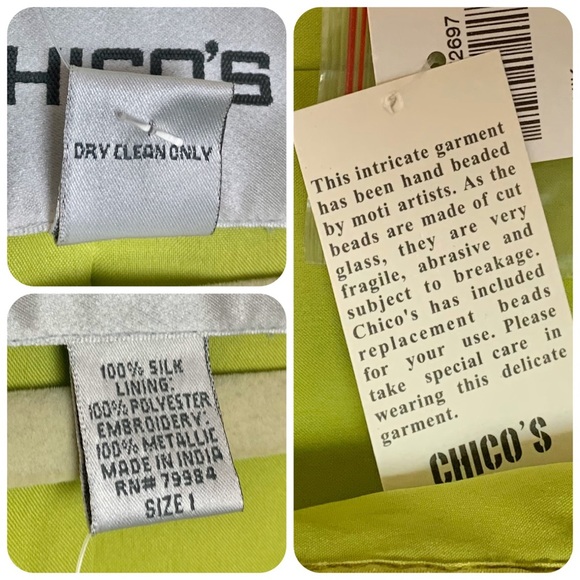 CHICO'S
DRY CLEAN ONLY
100% SILK
LINING:
100% POLYESTER
EMBROIDERY:
100% METALLIC
MADE IN INDIA
RN# 79984
SIZE 1
2697
This intricate garment
has been hand beaded
by moti artists. As the
beads are made of cut
glass, they are very
fragile, abrasive and
subject to breakage.
Chico's has included
replacement beads
for your use. Please
take special care in
wearing this delicate
garment.
CHICO'S